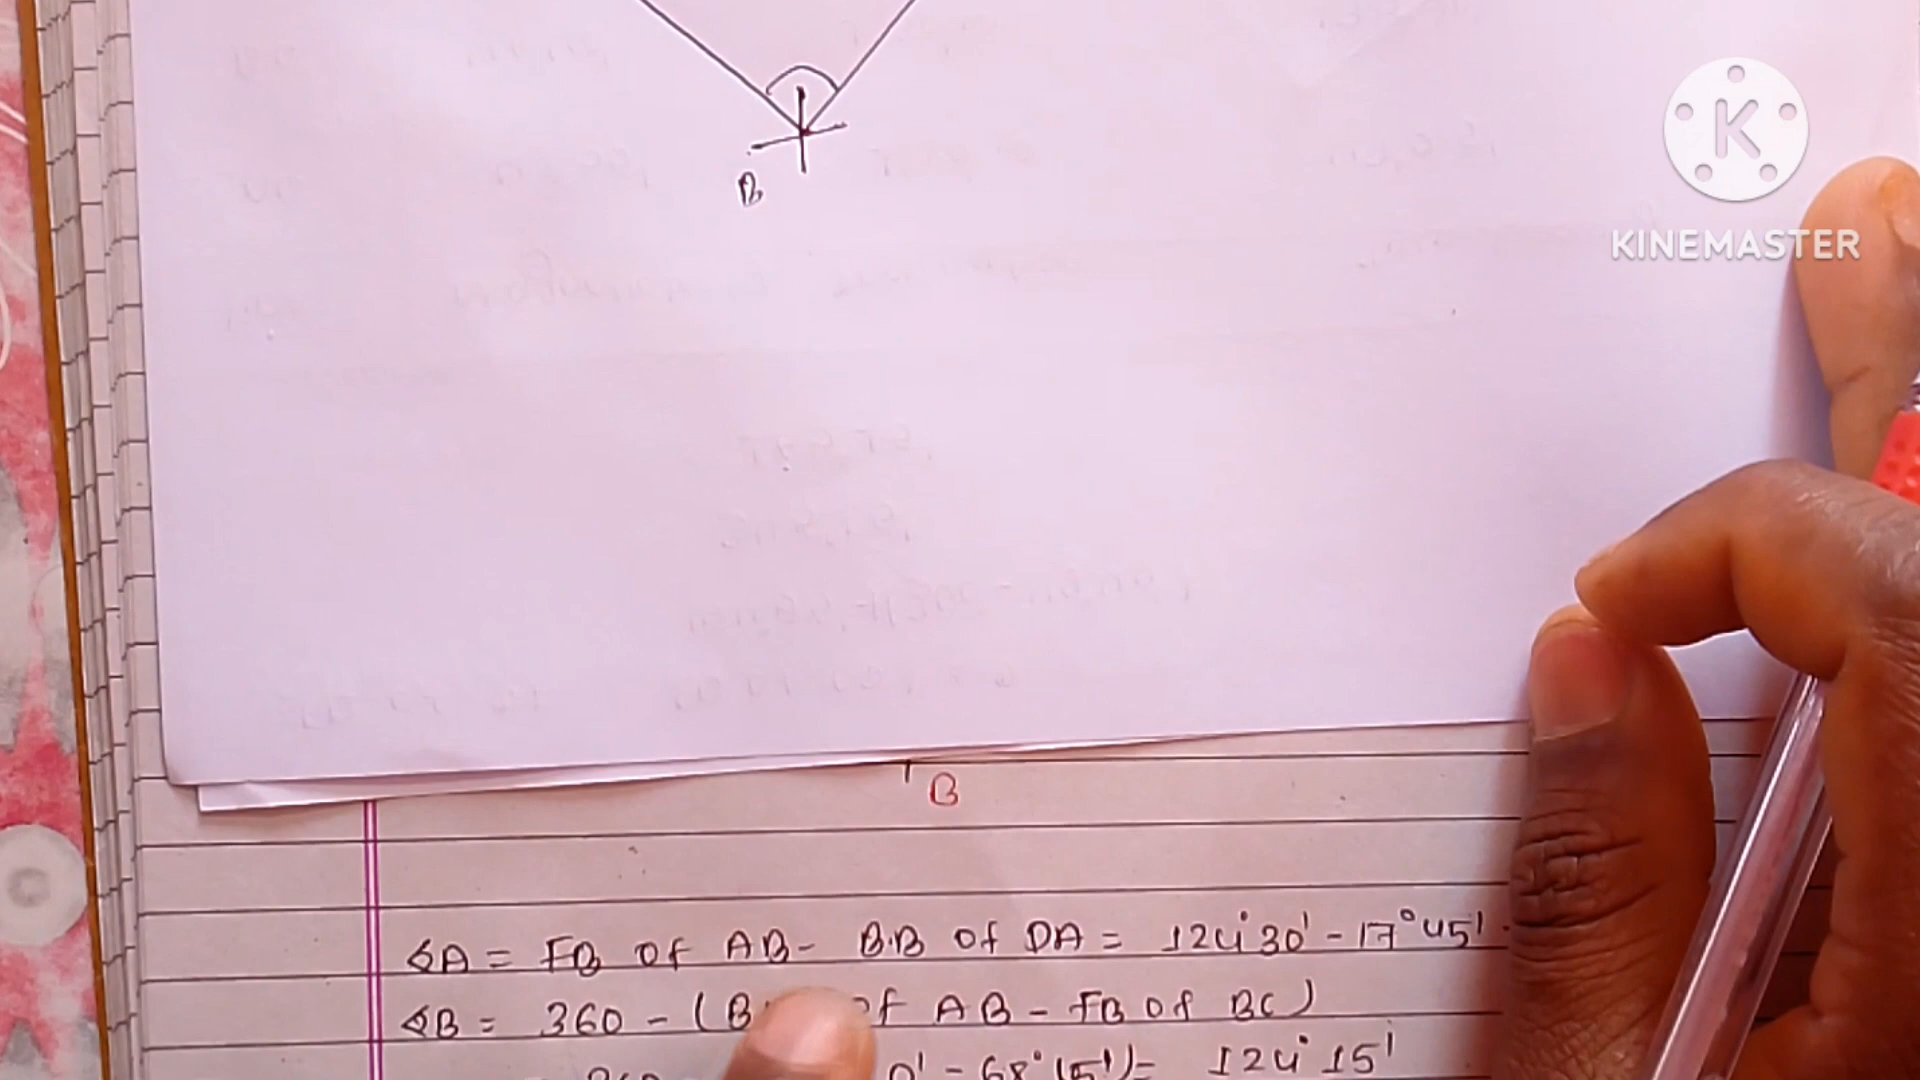 B
KINEMASTER
B
∢A = FB of AB - B.B of DA = 124°30' - 17°45'
∢B = 360 - (B of AB - FB of BC)
0' - 68°15') = 124°15'